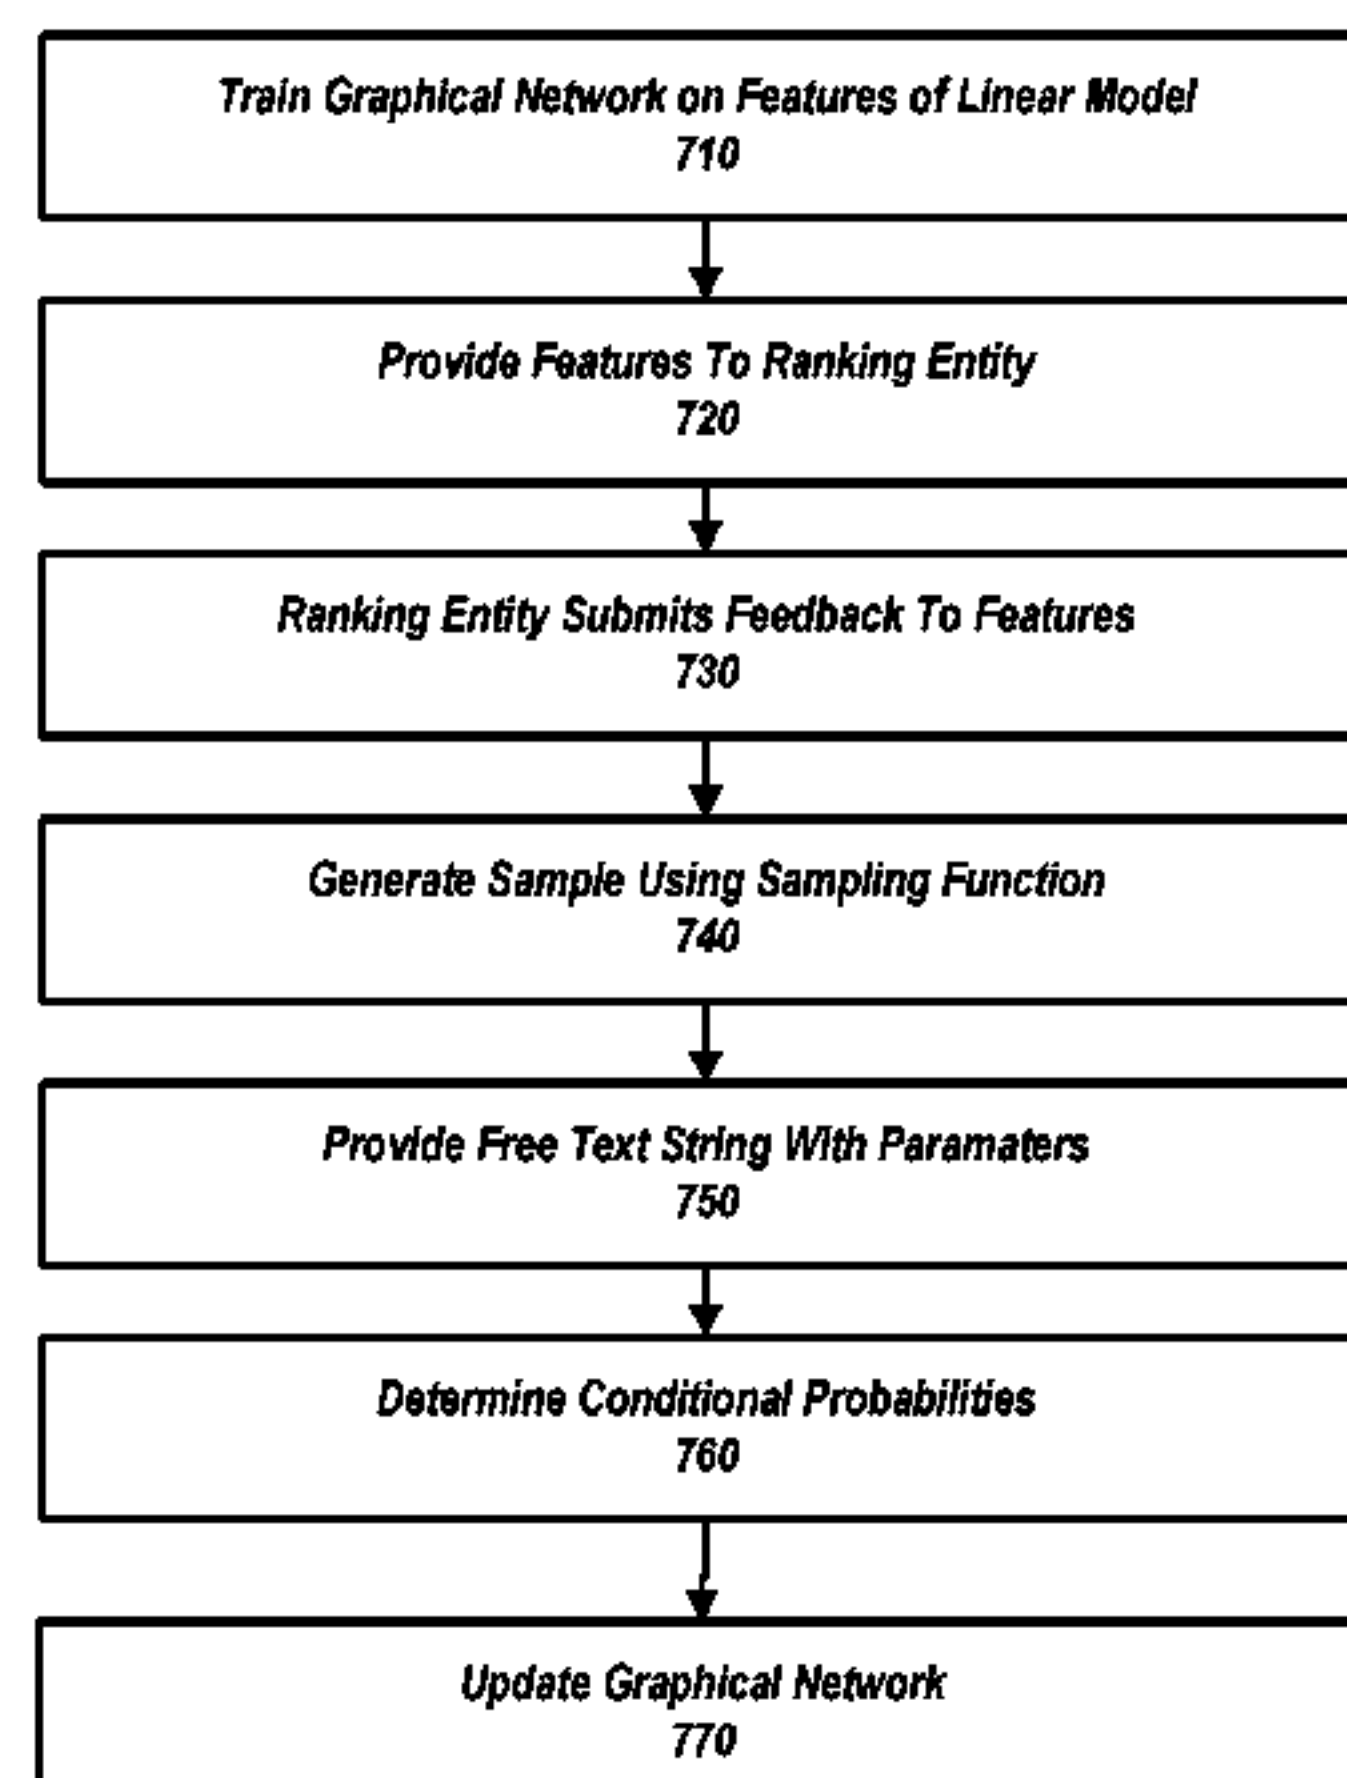 Train Graphical Network on Features of Linear Model
710
Provide Features To Ranking Entity
720
Ranking Entity Submits Feedback To Features
730
Generate Sample Using Sampling Function
740
Provide Free Text String With Paramaters
750
Determine Conditional Probabilities
760
Update Graphical Network
770